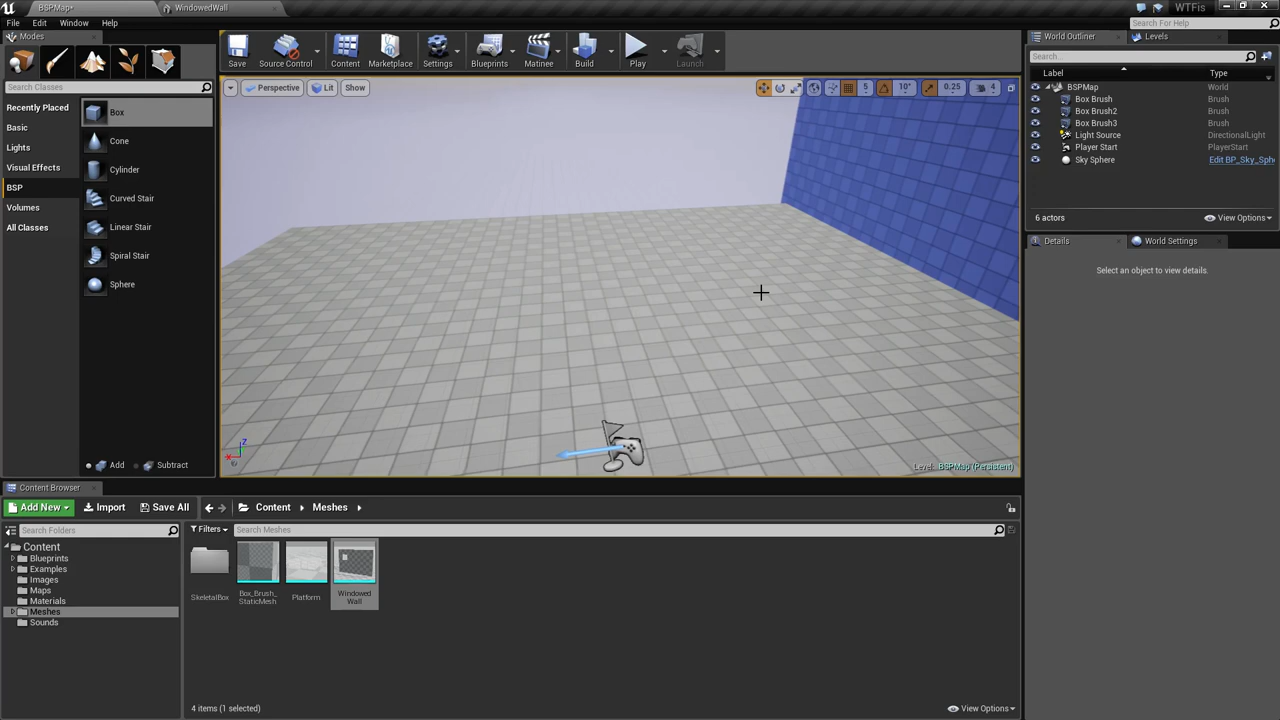 BSPMap*
WindowedWall
WTFis
File Edit Window Help
Search For Help
Modes
Search Classes
Recently Placed
Basic
Lights
Visual Effects
BSP
Volumes
All Classes
Box
Cone
Cylinder
Curved Stair
Linear Stair
Spiral Stair
Sphere
Add
Subtract
Save
Source Control
Content
Marketplace
Settings
Blueprints
Matinee
Build
Play
Launch
Perspective
Lit
Show
5
10°
0.25
4
Z
X
Level: BSPMap (Persistent)
World Outliner
Levels
Search...
Label Type
BSPMap World
Box Brush Brush
Box Brush2 Brush
Box Brush3 Brush
Light Source DirectionalLight
Player Start PlayerStart
Sky Sphere Edit BP_Sky_Sph
6 actors
View Options
Details
World Settings
Select an object to view details.
Content Browser
Add New
Import
Save All
Content
Meshes
Search Folders
Content
Blueprints
Examples
Images
Maps
Materials
Meshes
Sounds
Filters
Search Meshes
SkeletalBox
Box_Brush_
StaticMesh
Platform
Windowed
Wall
4 items (1 selected)
View Options